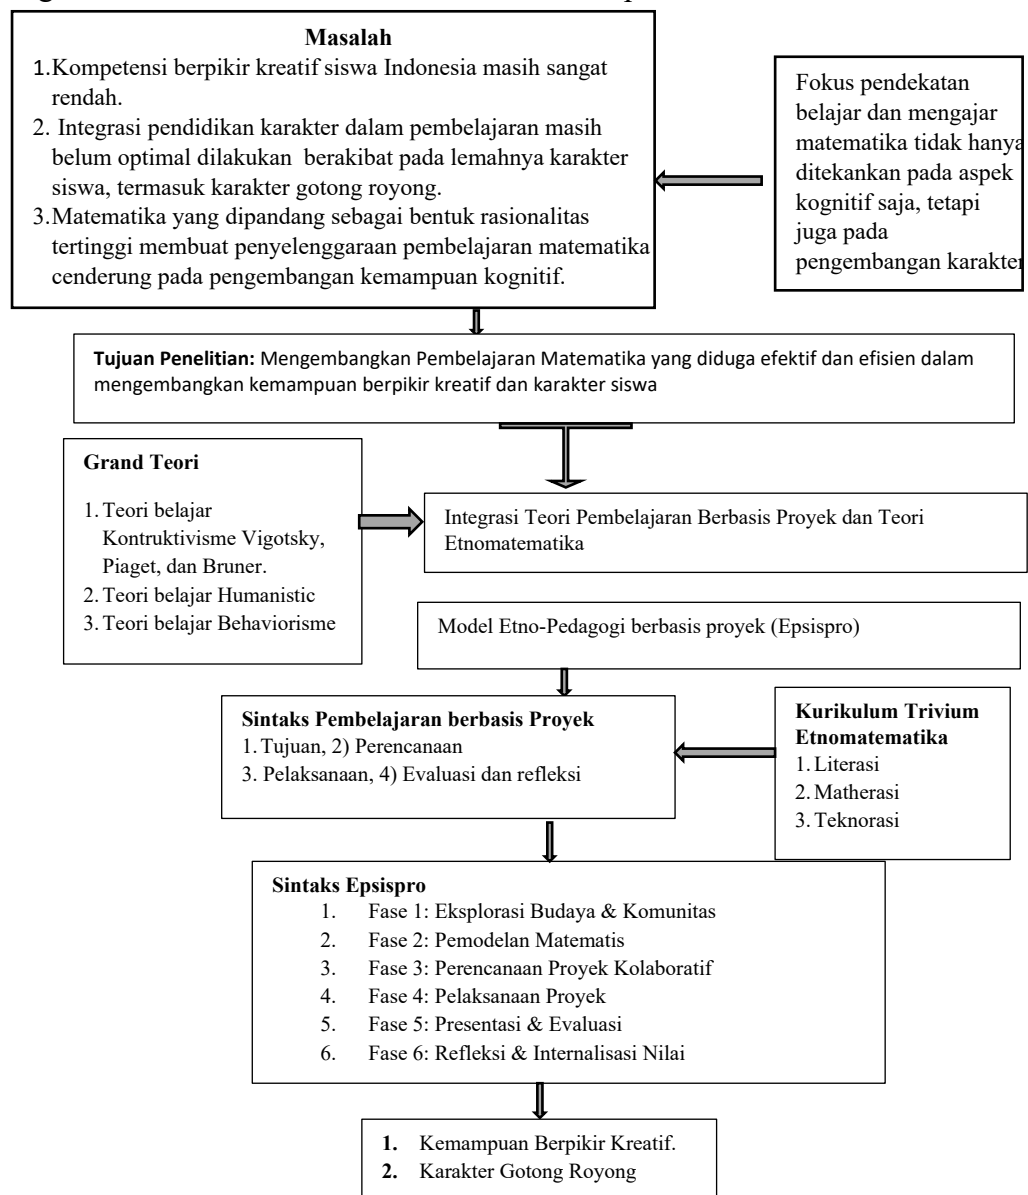 Masalah
1.Kompetensi berpikir kreatif siswa Indonesia masih sangat
rendah.
2. Integrasi pendidikan karakter dalam pembelajaran masih
belum optimal dilakukan berakibat pada lemahnya karakter
siswa, termasuk karakter gotong royong.
3.Matematika yang dipandang sebagai bentuk rasionalitas
tertinggi membuat penyelenggaraan pembelajaran matematika
cenderung pada pengembangan kemampuan kognitif.
Fokus pendekatan
belajar dan mengajar
matematika tidak hanya
ditekankan pada aspek
kognitif saja, tetapi
juga pada
pengembangan karakter
Tujuan Penelitian: Mengembangkan Pembelajaran Matematika yang diduga efektif dan efisien dalam
mengembangkan kemampuan berpikir kreatif dan karakter siswa
Grand Teori
1. Teori belajar
Kontruktivisme Vigotsky,
Piaget, dan Bruner.
2. Teori belajar Humanistic
3. Teori belajar Behaviorisme
Integrasi Teori Pembelajaran Berbasis Proyek dan Teori
Etnomatematika
Model Etno-Pedagogi berbasis proyek (Epsispro)
Sintaks Pembelajaran berbasis Proyek
1. Tujuan, 2) Perencanaan
3. Pelaksanaan, 4) Evaluasi dan refleksi
Kurikulum Trivium
Etnomatematika
1. Literasi
2. Matherasi
3. Teknorasi
Sintaks Epsispro
1. Fase 1: Eksplorasi Budaya & Komunitas
2. Fase 2: Pemodelan Matematis
3. Fase 3: Perencanaan Proyek Kolaboratif
4. Fase 4: Pelaksanaan Proyek
5. Fase 5: Presentasi & Evaluasi
6. Fase 6: Refleksi & Internalisasi Nilai
1. Kemampuan Berpikir Kreatif.
2. Karakter Gotong Royong